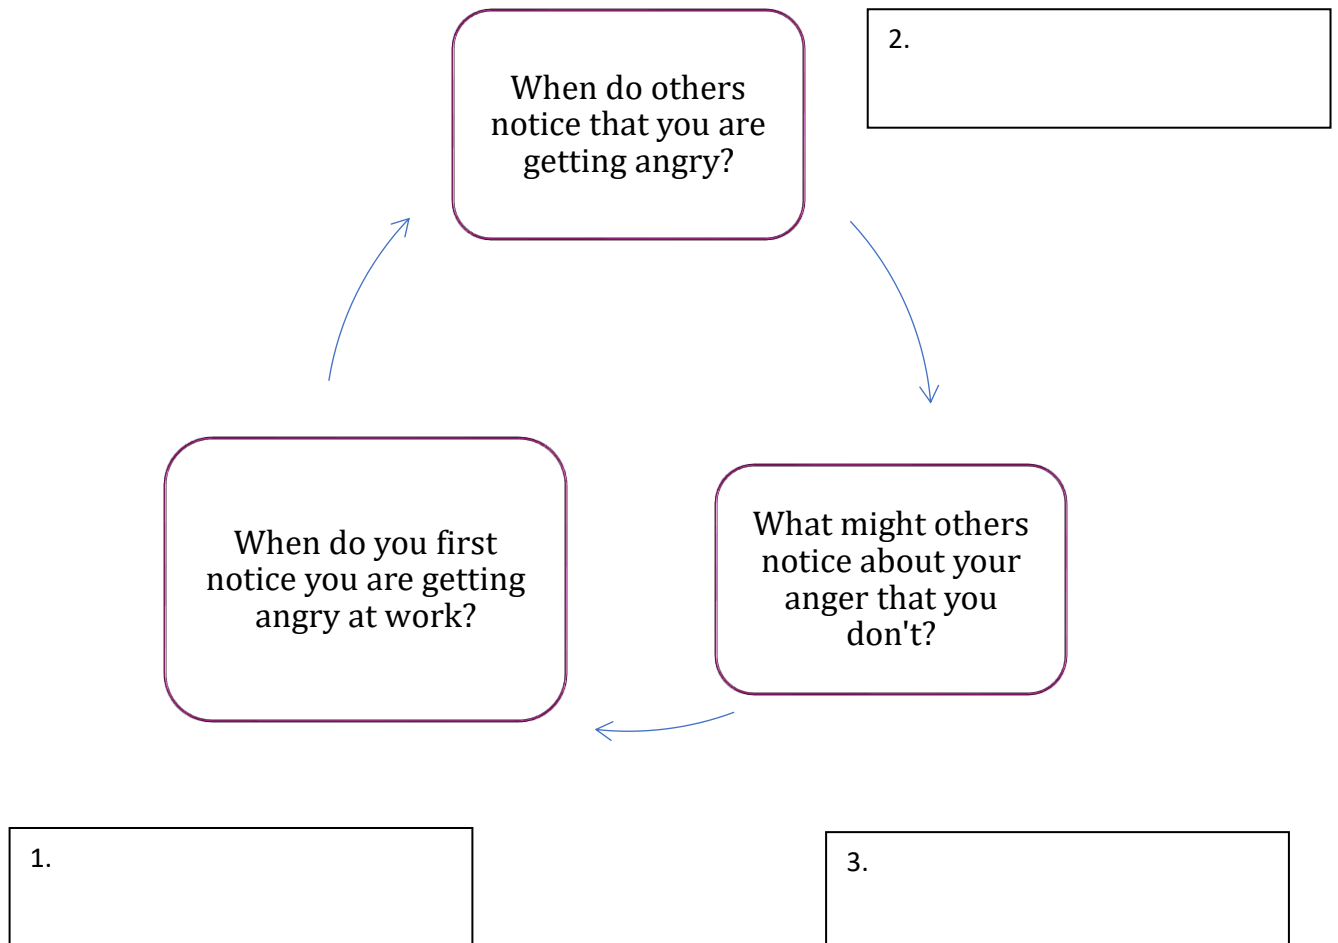 When do others
notice that you are
getting angry?
2.
When do you first
notice you are getting
angry at work?
What might others
notice about your
anger that you
don't?
1.
3.